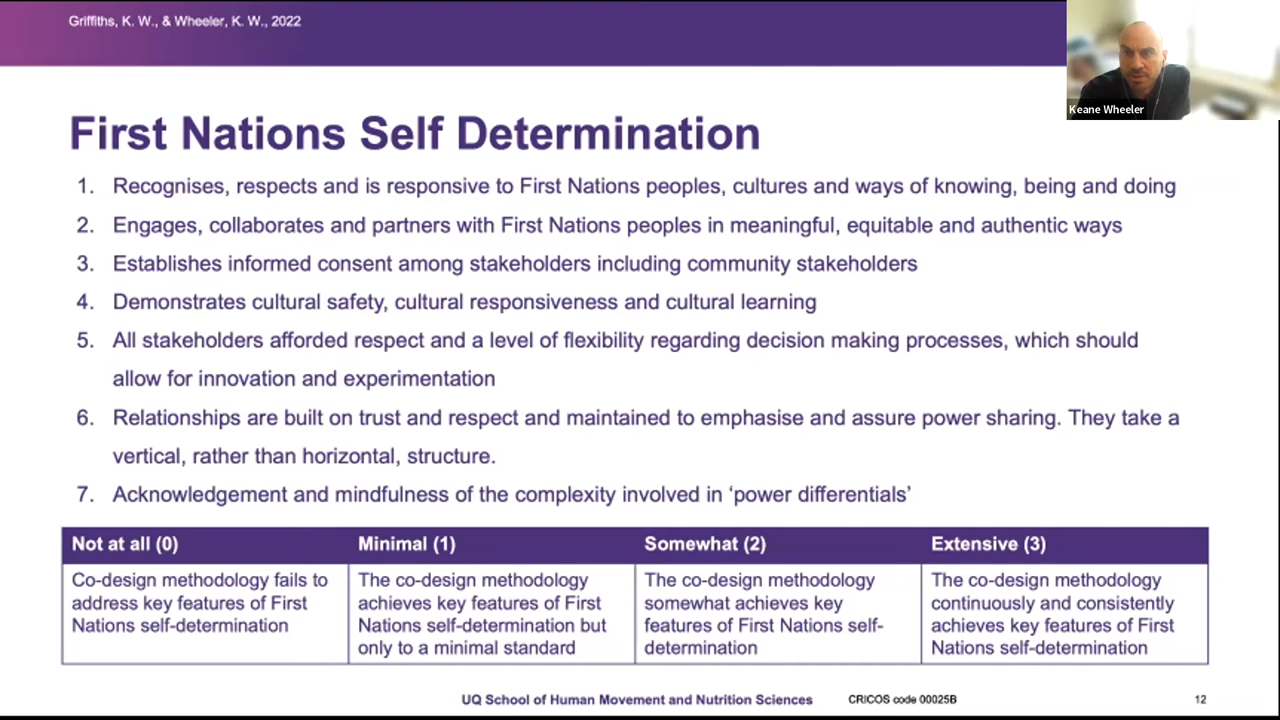 Griffiths, K. W., & Wheeler, K. W., 2022
Keane Wheeler
First Nations Self Determination
1. Recognises, respects and is responsive to First Nations peoples, cultures and ways of knowing, being and doing
2. Engages, collaborates and partners with First Nations peoples in meaningful, equitable and authentic ways
3. Establishes informed consent among stakeholders including community stakeholders
4. Demonstrates cultural safety, cultural responsiveness and cultural learning
5. All stakeholders afforded respect and a level of flexibility regarding decision making processes, which should
allow for innovation and experimentation
6. Relationships are built on trust and respect and maintained to emphasise and assure power sharing. They take a
vertical, rather than horizontal, structure.
7. Acknowledgement and mindfulness of the complexity involved in ‘power differentials’
Not at all (0)
Co-design methodology fails to
address key features of First
Nations self-determination
Minimal (1)
The co-design methodology
achieves key features of First
Nations self-determination but
only to a minimal standard
Somewhat (2)
The co-design methodology
somewhat achieves key
features of First Nations self-
determination
Extensive (3)
The co-design methodology
continuously and consistently
achieves key features of First
Nations self-determination
UQ School of Human Movement and Nutrition Sciences
CRICOS code 00025B
12